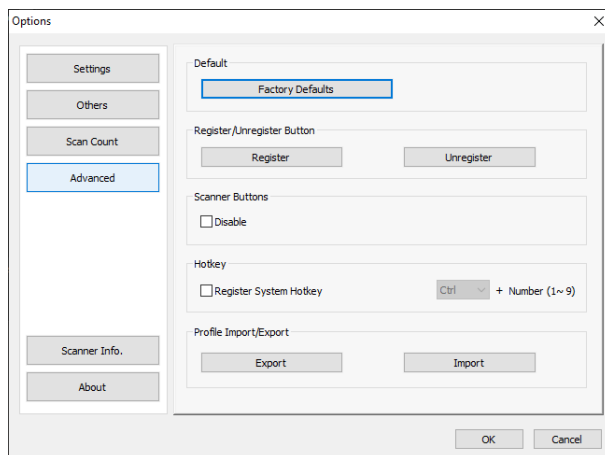 Options
Settings
Others
Scan Count
Advanced
Scanner Info.
About
Default
Factory Defaults
Register/Unregister Button
Register Unregister
Scanner Buttons
Disable
Hotkey
Register System Hotkey Ctrl + Number (1~ 9)
Profile Import/Export
Export Import
OK Cancel